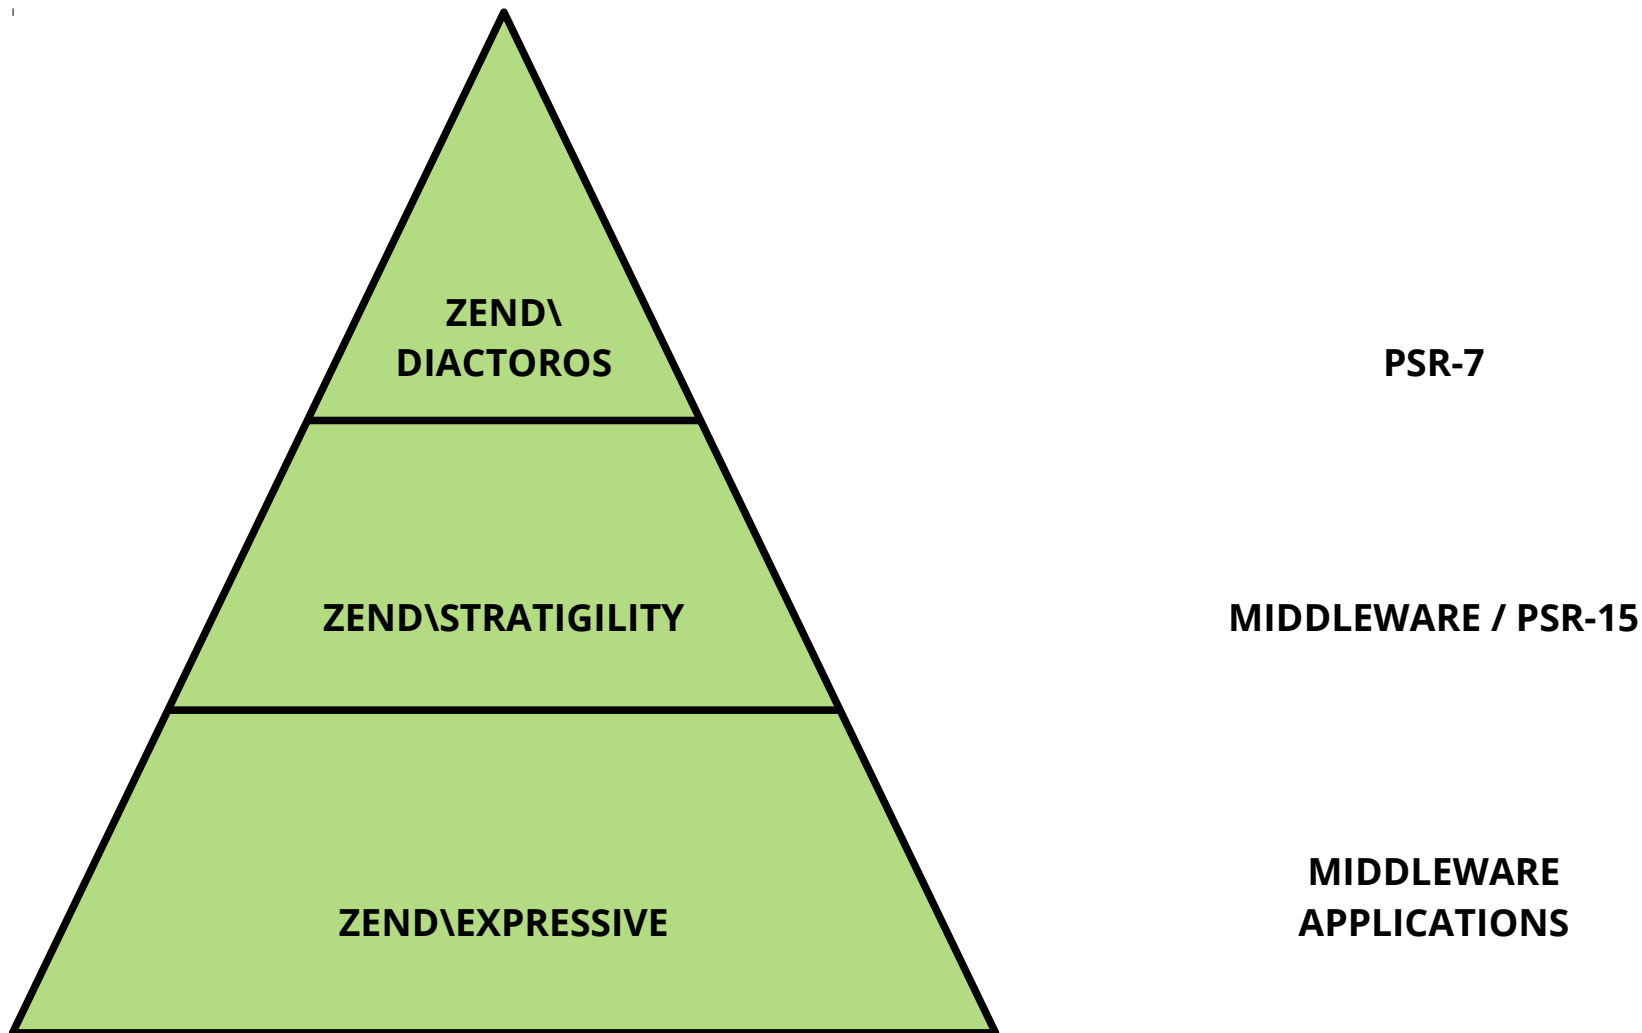 ZEND\
DIACTOROS
PSR-7
ZEND\STRATIGILITY
MIDDLEWARE / PSR-15
ZEND\EXPRESSIVE
MIDDLEWARE
APPLICATIONS